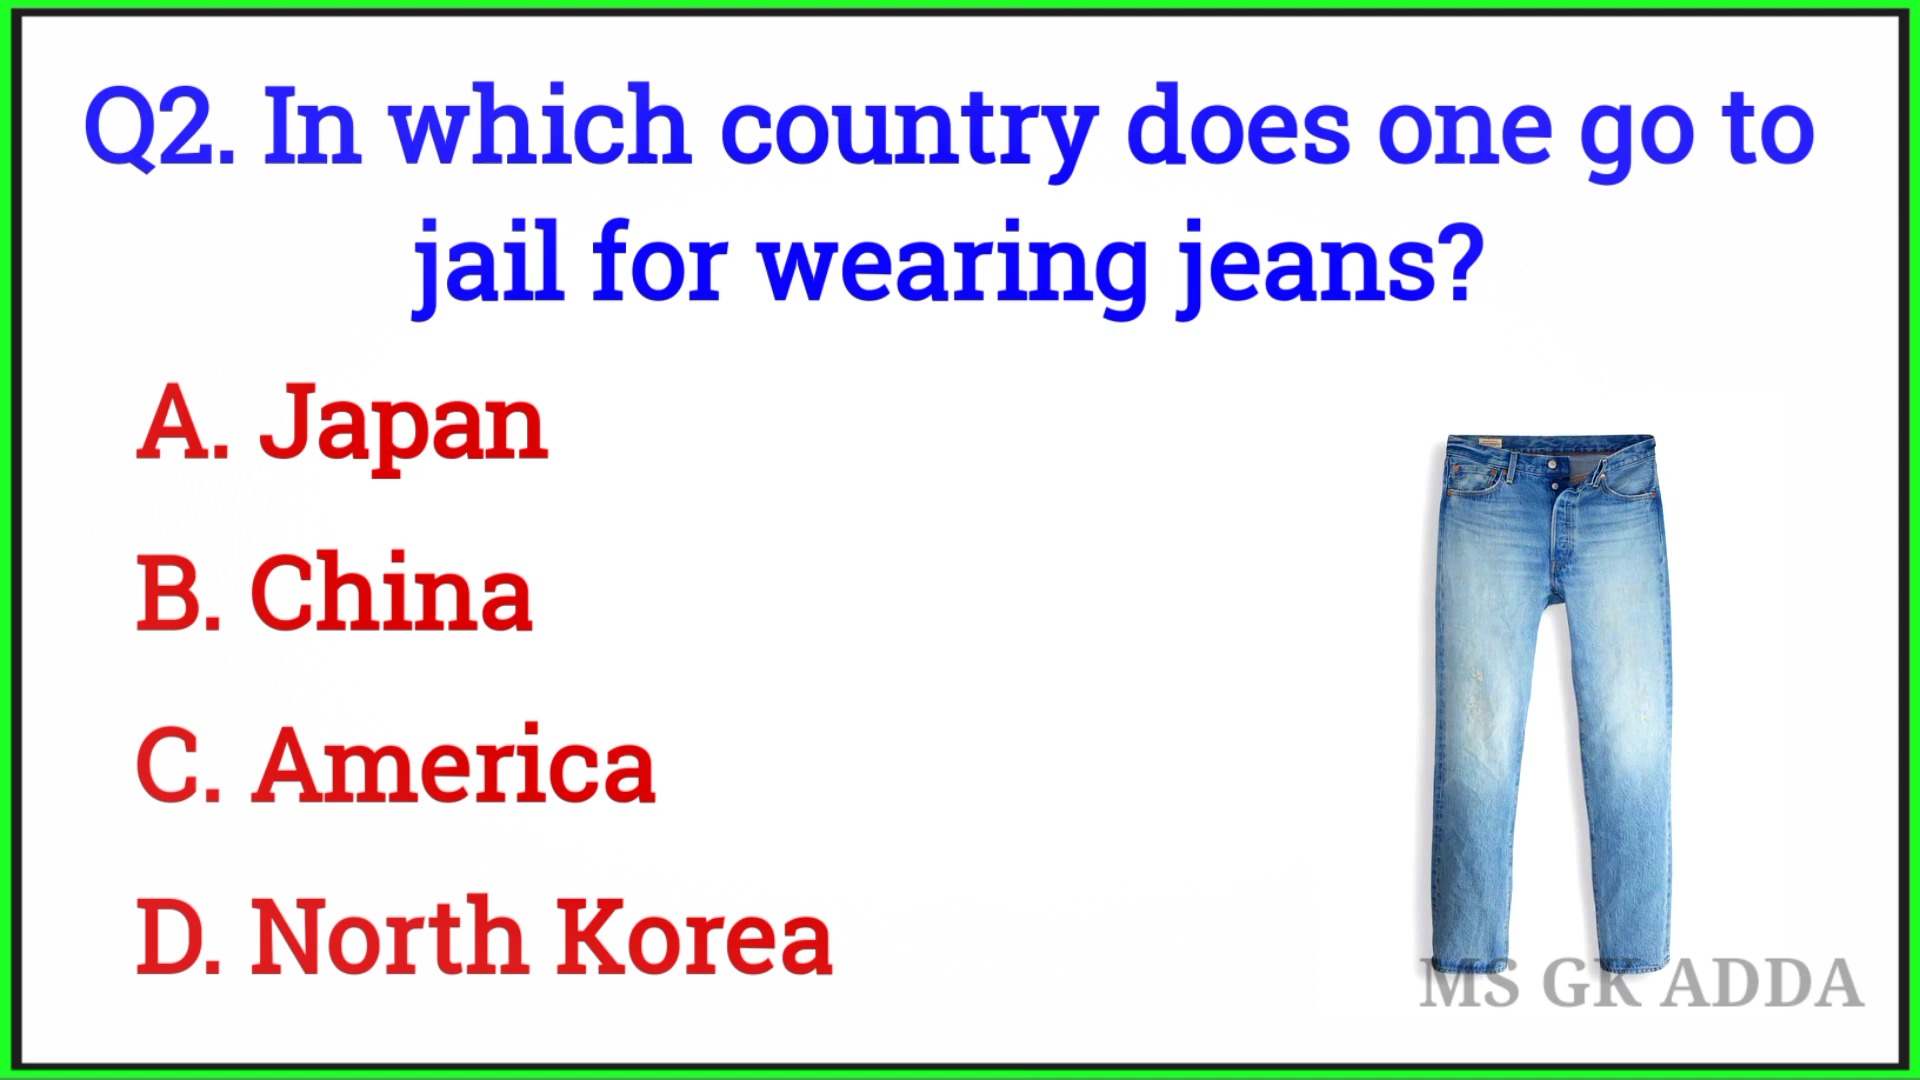 Q2. In which country does one go to
jail for wearing jeans?
A. Japan
B. China
C. America
D. North Korea
MS GK ADDA